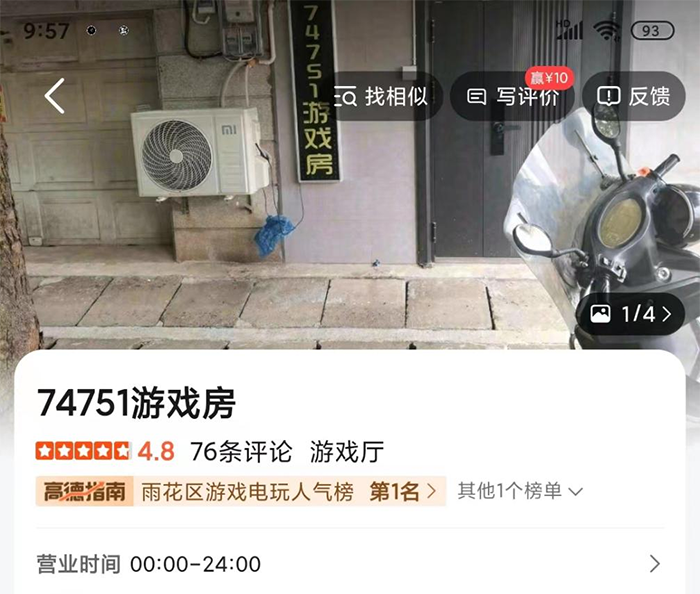 9:57
HD
93
找相似
写评价
赢¥10
反馈
74751游戏房
mi
1/4
74751游戏房
4.8 76条评论 游戏厅
高德指南 雨花区游戏电玩人气榜 第1名 其他1个榜单
营业时间 00:00-24:00